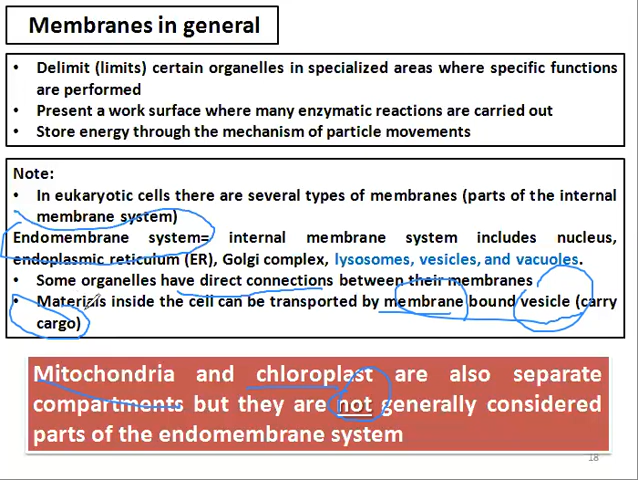 Membranes in general
• Delimit (limits) certain organelles in specialized areas where specific functions
are performed
• Present a work surface where many enzymatic reactions are carried out
• Store energy through the mechanism of particle movements
Note:
• In eukaryotic cells there are several types of membranes (parts of the internal
membrane system)
Endomembrane system= internal membrane system includes nucleus,
endoplasmic reticulum (ER), Golgi complex, lysosomes, vesicles, and vacuoles.
• Some organelles have direct connections between their membranes
• Materials inside the cell can be transported by membrane bound vesicle (carry
cargo)
Mitochondria and chloroplast are also separate
compartments but they are not generally considered
parts of the endomembrane system
18